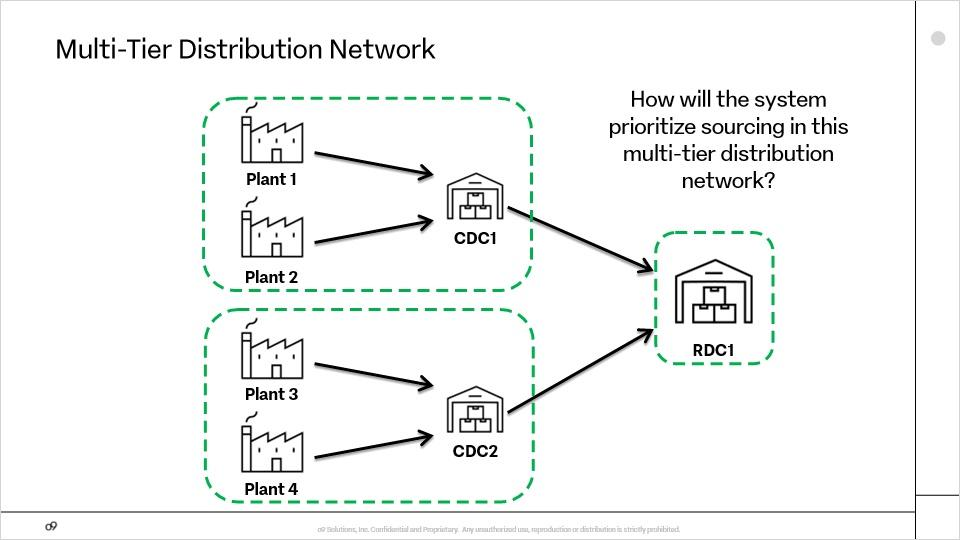 Multi-Tier Distribution Network
How will the system
prioritize sourcing in this
multi-tier distribution
network?
Plant 1
CDC1
Plant 2
RDC1
Plant 3
CDC2
Plant 4
o9
o9 Solutions, Inc. Confidential and Proprietary. Any unauthorized use, reproduction or distribution is strictly prohibited.